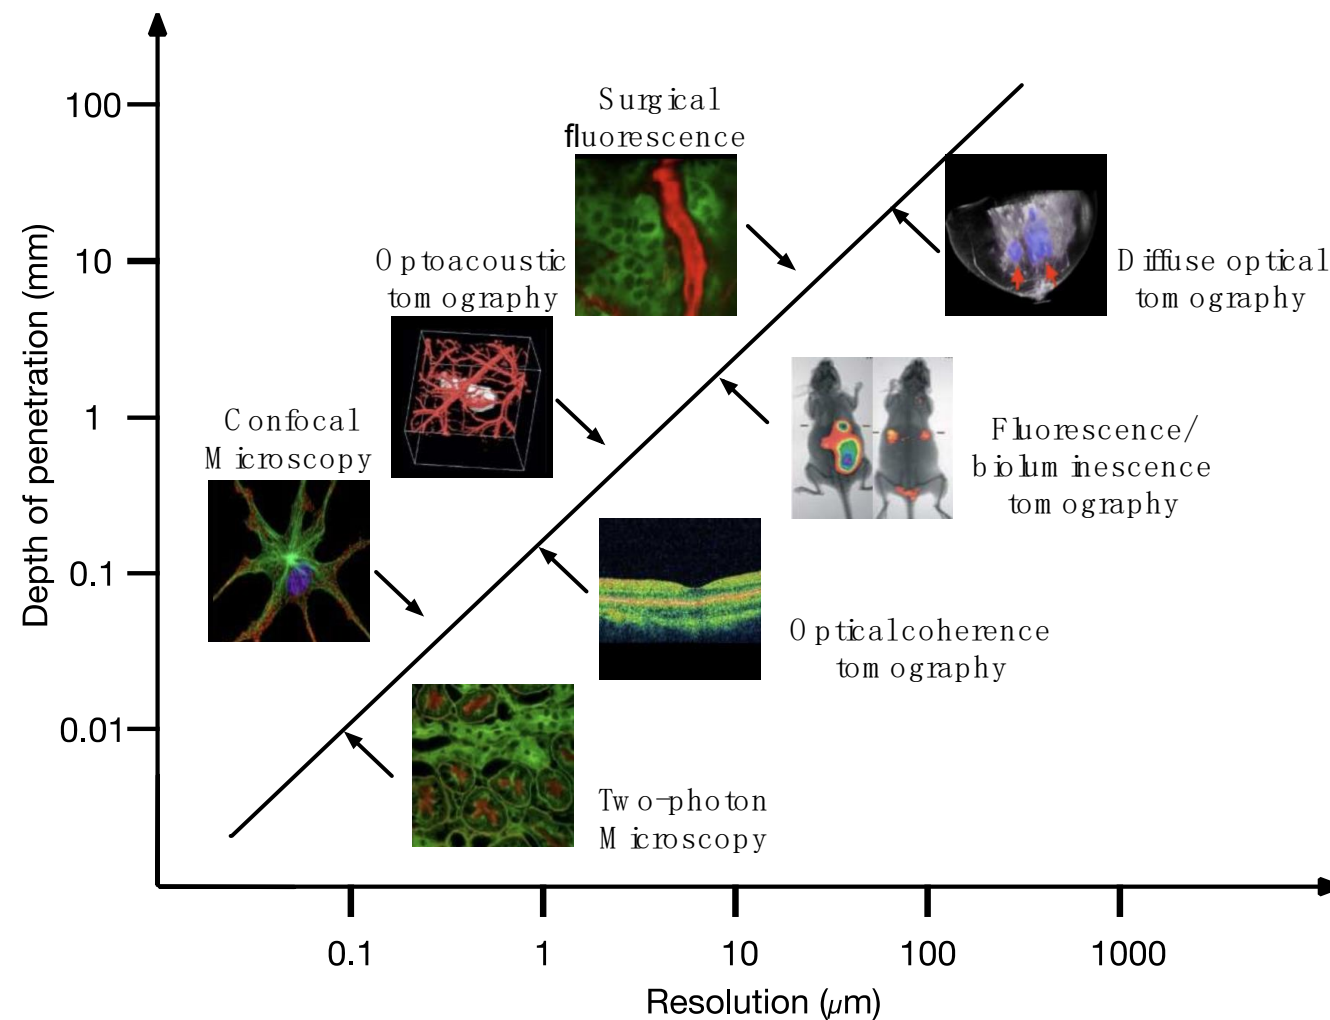 Surgical
fluorescence
100
Optoacoustic
tomography
10
Diffuse optical
tomography
Confocal
Microscopy
1
Fluorescence/
bioluminescence
tomography
Depth of penetration (mm)
0.1
Optical coherence
tomography
0.01
Two-photon
Microscopy
0.1 1 10 100 1000
Resolution (μm)